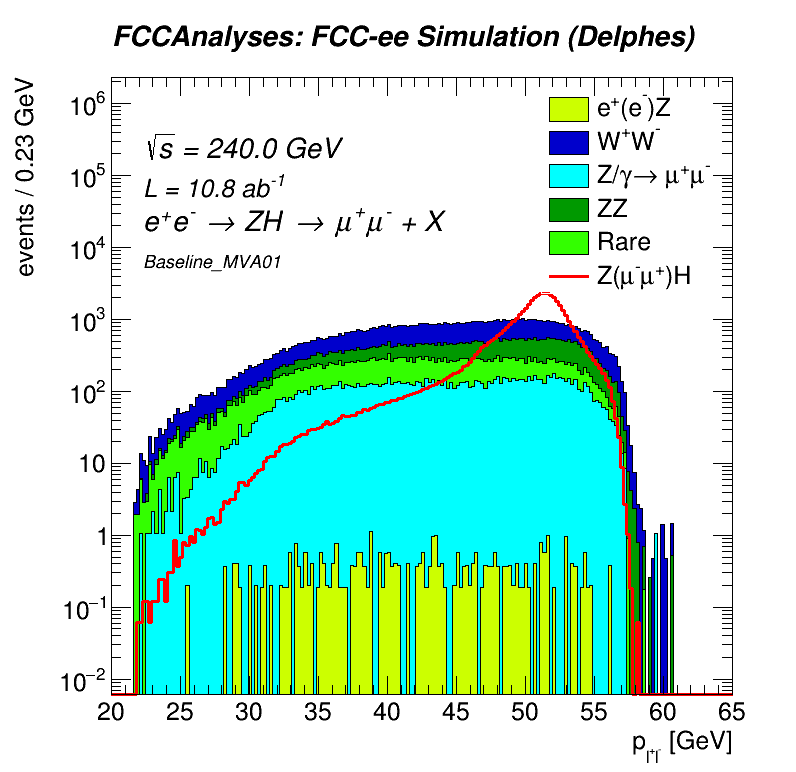 FCCAnalyses: FCC-ee Simulation (Delphes)
events / 0.23 GeV
10⁶
10⁵
10⁴
10³
10²
10
1
10⁻¹
10⁻²
√s = 240.0 GeV
L = 10.8 ab⁻¹
e⁺e⁻ → ZH → μ⁺μ⁻ + X
Baseline_MVA01
e⁺(e⁻)Z
W⁺W⁻
Z/γ→ μ⁺μ⁻
ZZ
Rare
Z(μ⁻μ⁺)H
20 25 30 35 40 45 50 55 60 65
p_l⁺l⁻ [GeV]